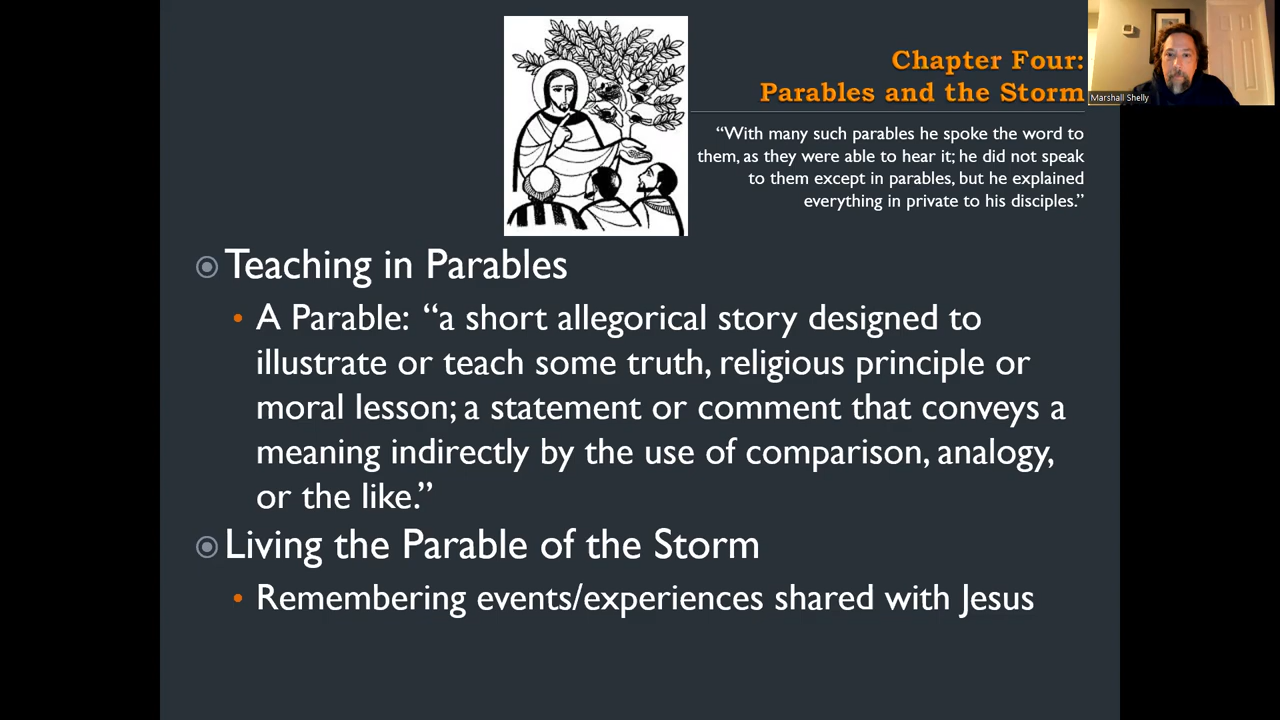 Chapter Four:
Parables and the Storm
Marshall Shelly
“With many such parables he spoke the word to
them, as they were able to hear it; he did not speak
to them except in parables, but he explained
everything in private to his disciples.”
Teaching in Parables
A Parable: “a short allegorical story designed to
illustrate or teach some truth, religious principle or
moral lesson; a statement or comment that conveys a
meaning indirectly by the use of comparison, analogy,
or the like.”
Living the Parable of the Storm
Remembering events/experiences shared with Jesus